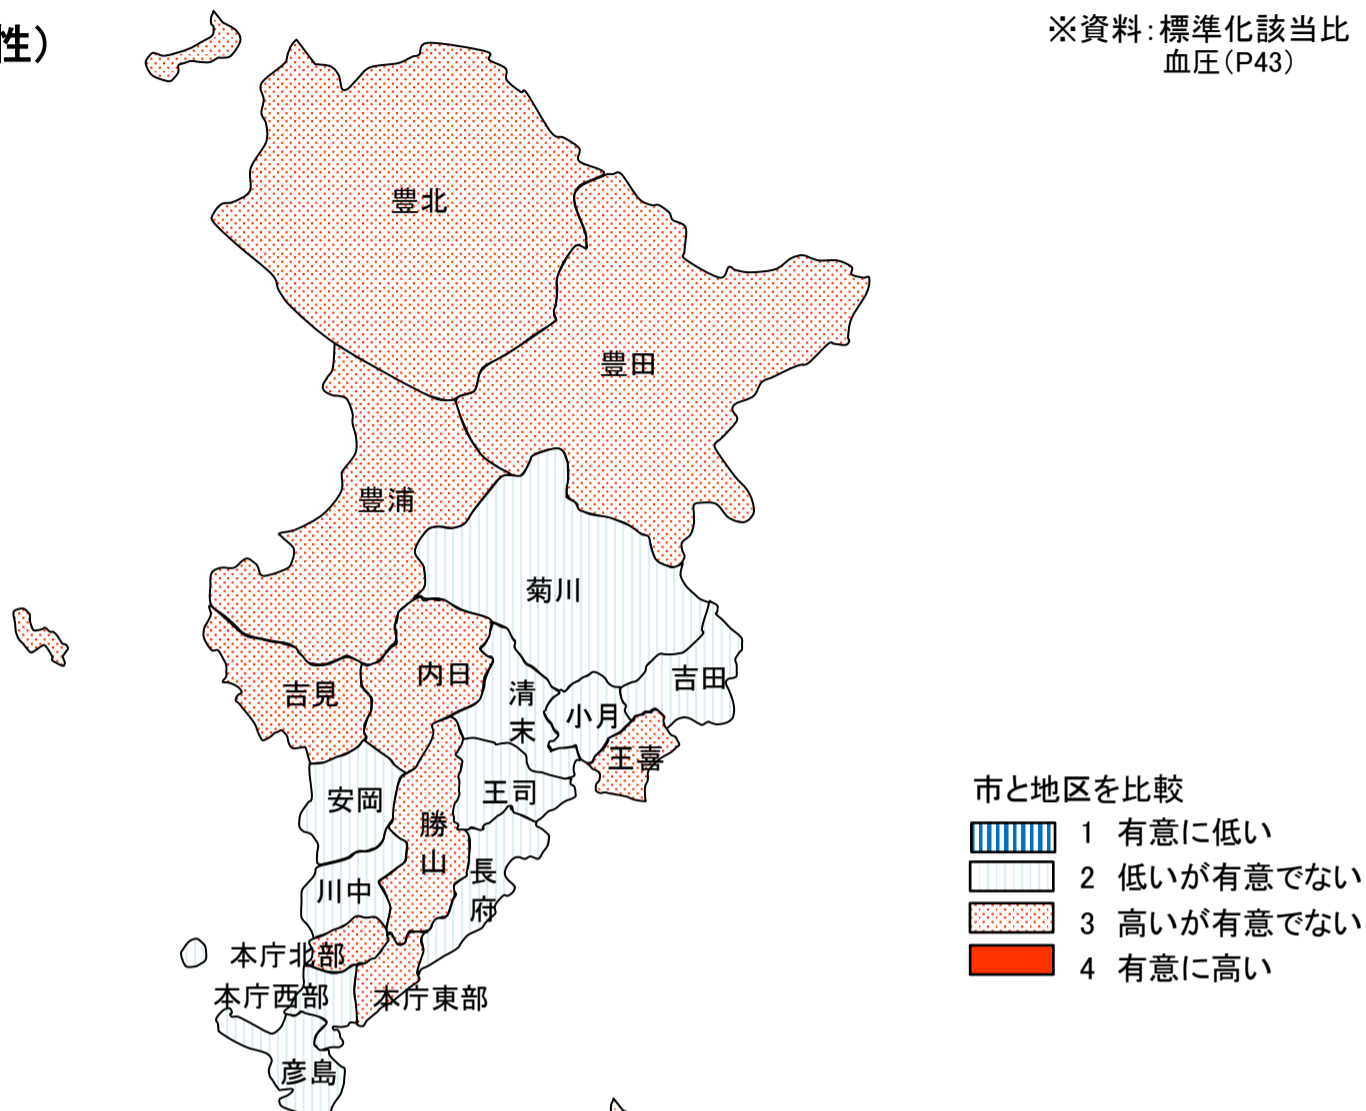 性）
※資料：標準化該当比
血圧（P43）
豊北
豊田
豊浦
菊川
内日
吉見
清末
小月
吉田
王喜
王司
安岡
勝山
川中
長府
本庁北部
本庁西部
本庁東部
彦島
市と地区を比較
1 有意に低い
2 低いが有意でない
3 高いが有意でない
4 有意に高い